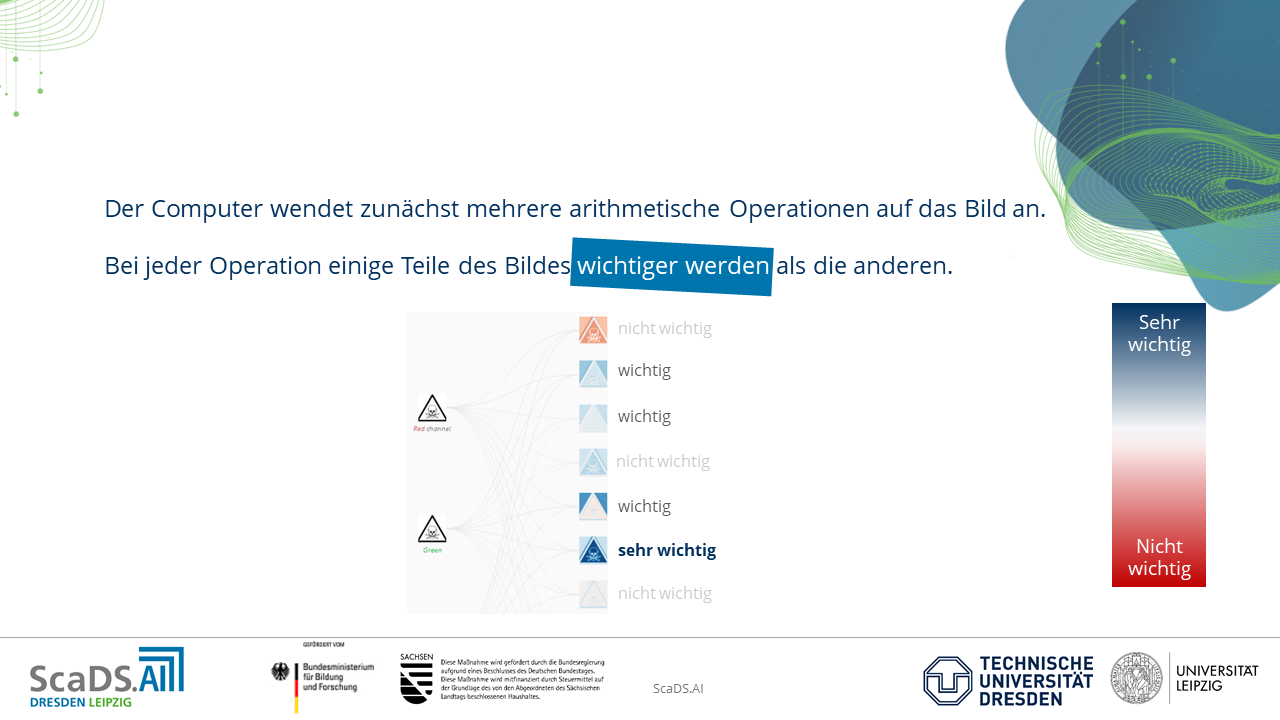 Der Computer wendet zunächst mehrere arithmetische Operationen auf das Bild an.
Bei jeder Operation einige Teile des Bildes wichtiger werden als die anderen.
nicht wichtig
wichtig
wichtig
nicht wichtig
wichtig
sehr wichtig
nicht wichtig
Red channel
Green
Sehr
wichtig
Nicht
wichtig
ScaDS.AI
DRESDEN LEIPZIG
GEFÖRDERT VOM
Bundesministerium
für Bildung
und Forschung
SACHSEN
Diese Maßnahme wird gefördert durch die Bundesregierung
aufgrund eines Beschlusses des Deutschen Bundestages.
Diese Maßnahme wird mitfinanziert durch Steuermittel auf
der Grundlage des von den Abgeordneten des Sächsischen
Landtags beschlossenen Haushaltes.
ScaDS.AI
TECHNISCHE
UNIVERSITÄT
DRESDEN
UNIVERSITÄT
LEIPZIG